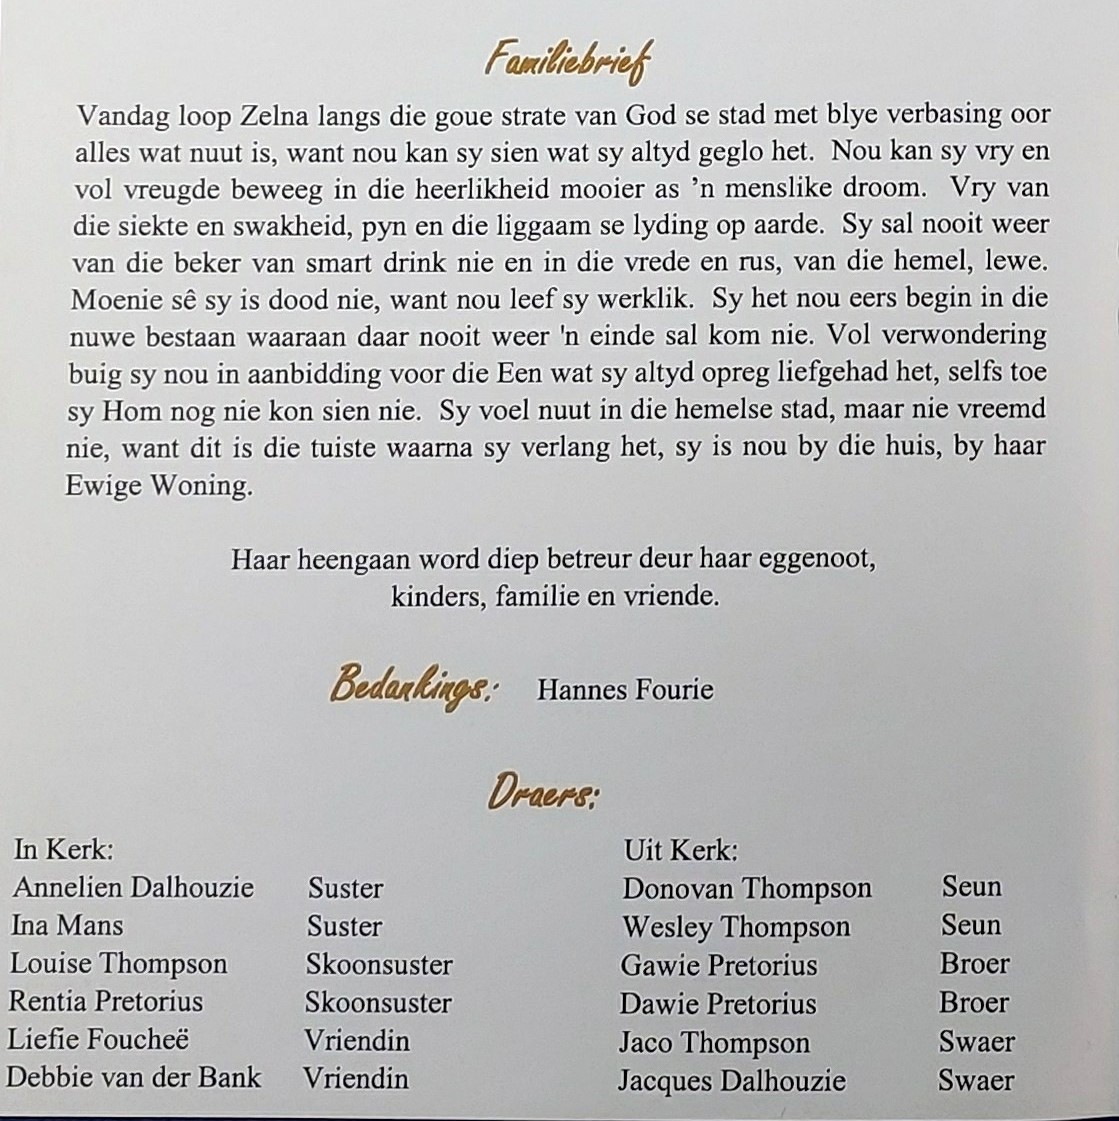 Familiebrief
Vandag loop Zelna langs die goue strate van God se stad met blye verbasing oor
alles wat nuut is, want nou kan sy sien wat sy altyd geglo het.  Nou kan sy vry en
vol vreugde beweeg in die heerlikheid mooier as ’n menslike droom.  Vry van
die siekte en swakheid, pyn en die liggaam se lyding op aarde.  Sy sal nooit weer
van die beker van smart drink nie en in die vrede en rus, van die hemel, lewe.
Moenie sê sy is dood nie, want nou leef sy werklik.  Sy het nou eers begin in die
nuwe bestaan waaraan daar nooit weer 'n einde sal kom nie. Vol verwondering
buig sy nou in aanbidding voor die Een wat sy altyd opreg liefgehad het, selfs toe
sy Hom nog nie kon sien nie.  Sy voel nuut in die hemelse stad, maar nie vreemd
nie, want dit is die tuiste waarna sy verlang het, sy is nou by die huis, by haar
Ewige Woning.
Haar heengaan word diep betreur deur haar eggenoot,
kinders, familie en vriende.
Bedankings: Hannes Fourie
Draers:
In Kerk: Uit Kerk:
Annelien Dalhouzie Suster Donovan Thompson Seun
Ina Mans Suster Wesley Thompson Seun
Louise Thompson Skoonsuster Gawie Pretorius Broer
Rentia Pretorius Skoonsuster Dawie Pretorius Broer
Liefie Foucheë Vriendin Jaco Thompson Swaer
Debbie van der Bank Vriendin Jacques Dalhouzie Swaer